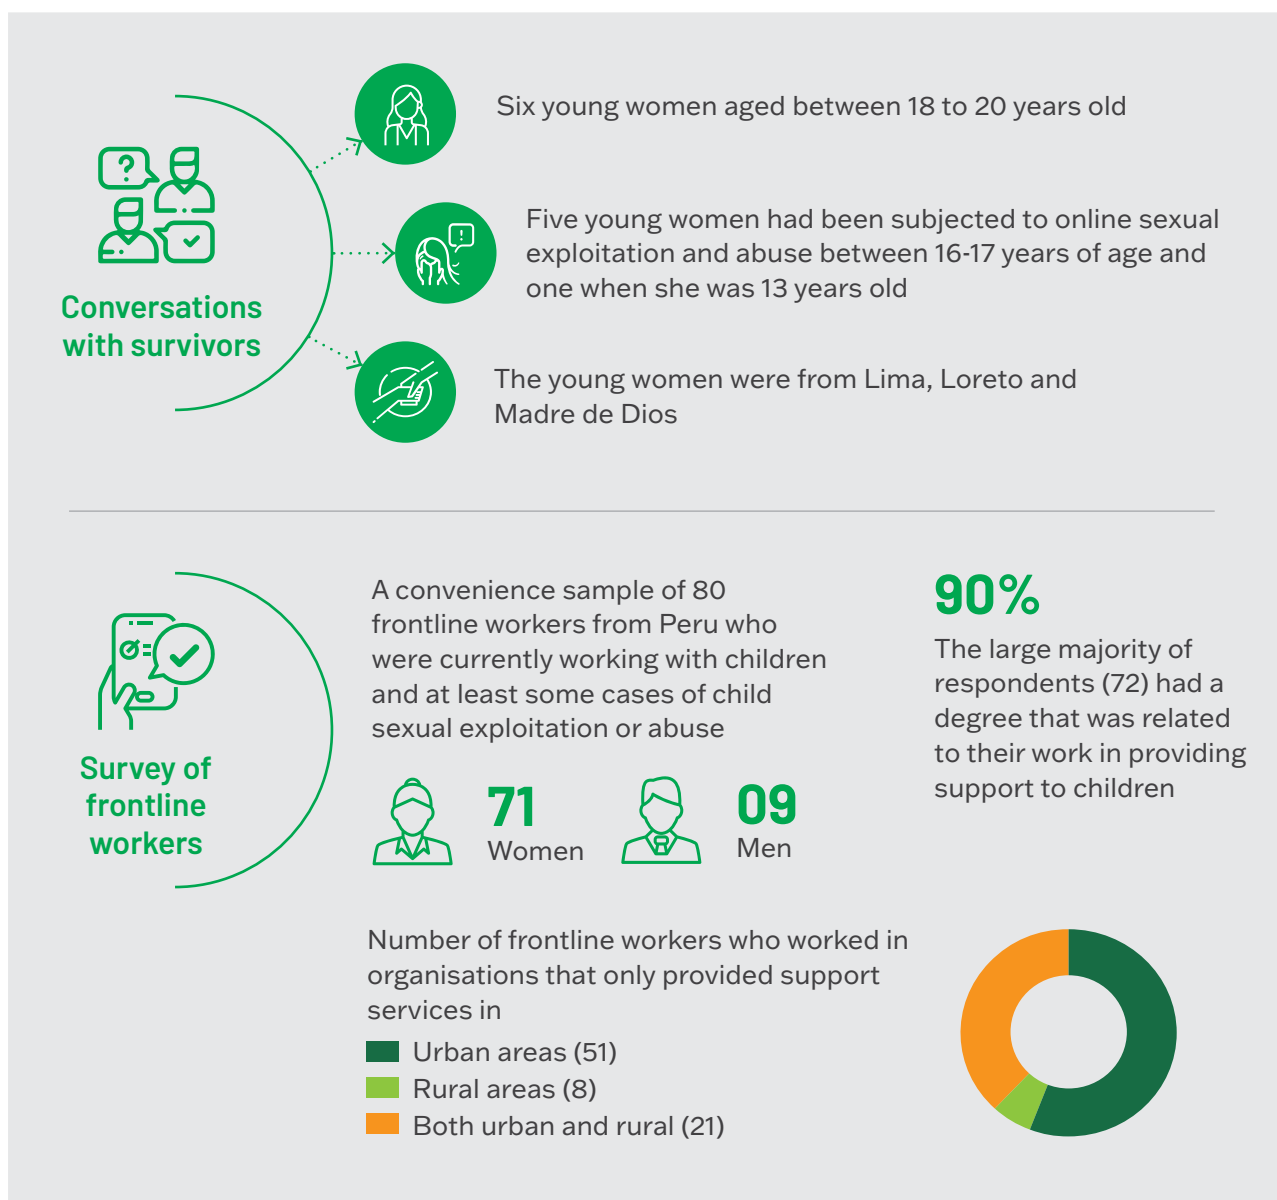 Six young women aged between 18 to 20 years old
Five young women had been subjected to online sexual
exploitation and abuse between 16-17 years of age and
one when she was 13 years old
Conversations
with survivors
The young women were from Lima, Loreto and
Madre de Dios
Survey of
frontline
workers
A convenience sample of 80
frontline workers from Peru who
were currently working with children
and at least some cases of child
sexual exploitation or abuse
71
Women
09
Men
90%
The large majority of
respondents (72) had a
degree that was related
to their work in providing
support to children
Number of frontline workers who worked in
organisations that only provided support
services in
Urban areas (51)
Rural areas (8)
Both urban and rural (21)